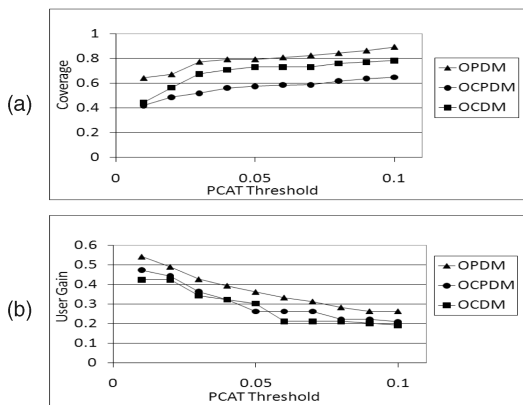 (a)
Coverage
1
0.8
0.6
0.4
0.2
0
0 0.05 0.1
PCAT Threshold
OPDM
OCPDM
OCDM
(b)
User Gain
0.6
0.5
0.4
0.3
0.2
0.1
0
0 0.05 0.1
PCAT Threshold
OPDM
OCPDM
OCDM